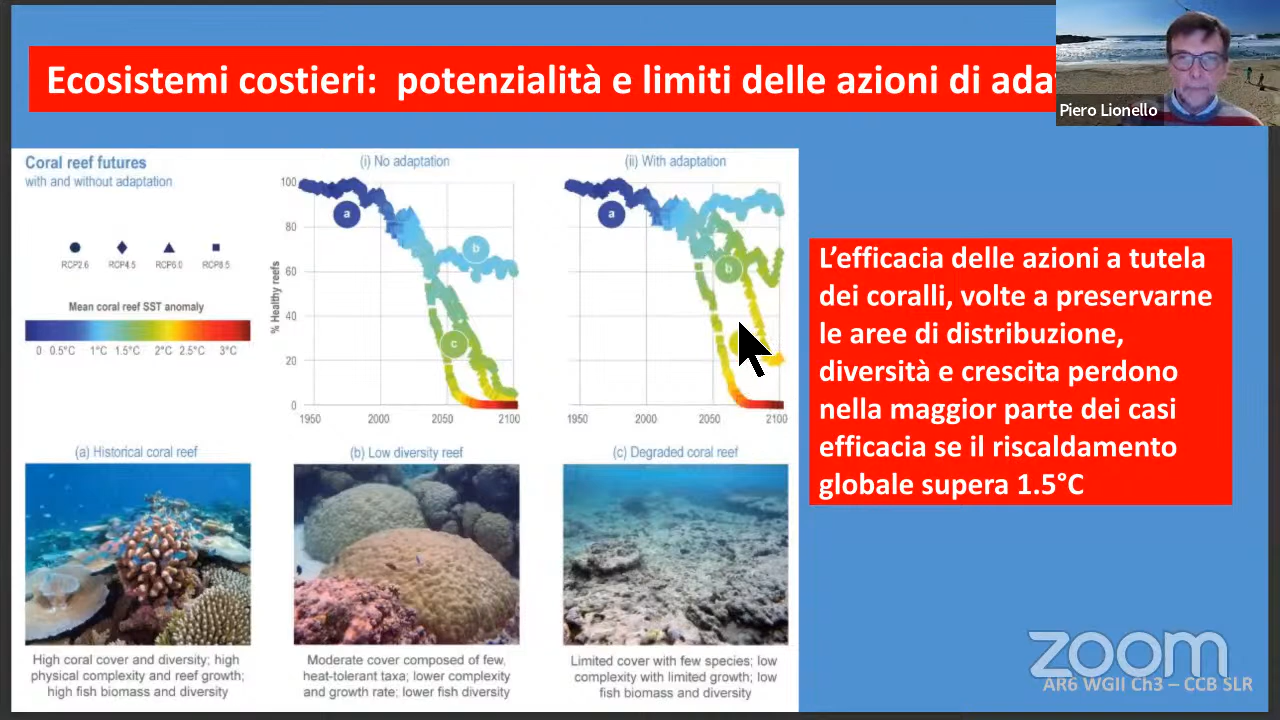 Ecosistemi costieri: potenzialità e limiti delle azioni di
Piero Lionello
Coral reef futures
with and without adaptation
RCP2.6 RCP4.5 RCP6.0 RCP8.5
Mean coral reef SST anomaly
0 0.5°C 1°C 1.5°C 2°C 2.5°C 3°C
(i) No adaptation
% Healthy reefs
100
80
60
40
20
0
1950 2000 2050 2100
a
b
c
(ii) With adaptation
a
b
1950 2000 2050 2100
L'efficacia delle azioni a tutela
dei coralli, volte a preservarne
le aree di distribuzione,
diversità e crescita perdono
nella maggior parte dei casi
efficacia se il riscaldamento
globale supera 1.5°C
(a) Historical coral reef
High coral cover and diversity; high
physical complexity and reef growth;
high fish biomass and diversity
(b) Low diversity reef
Moderate cover composed of few,
heat-tolerant taxa; lower complexity
and growth rate; lower fish diversity
(c) Degraded coral reef
Limited cover with few species; low
complexity with limited growth; low
fish biomass and diversity
zoom
AR6 WGII Ch3 – CCB SLR